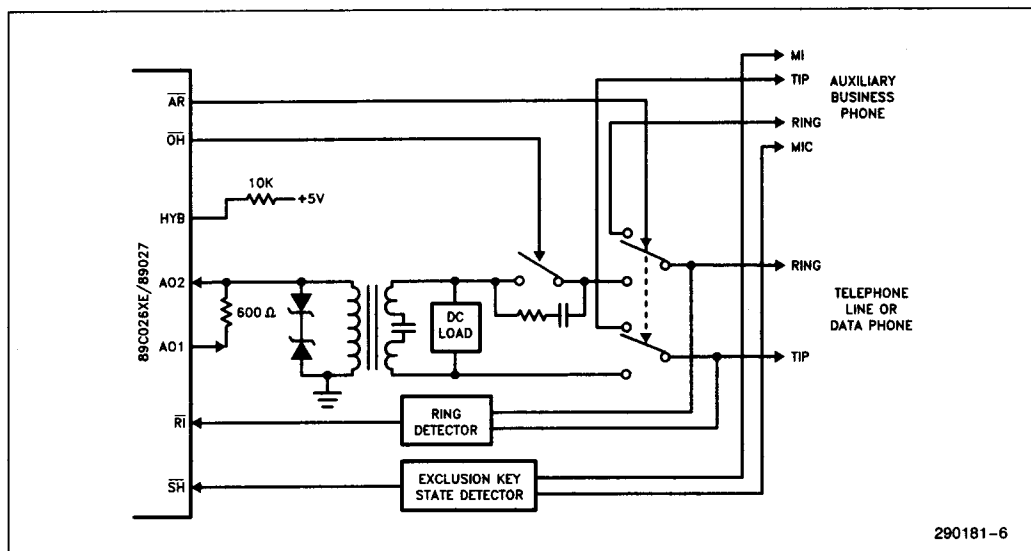 89C026XE/89027
AR
OH
HYB
10K
+5V
AO2
600 Ω
AO1
RI
SH
DC
LOAD
RING
DETECTOR
EXCLUSION KEY
STATE DETECTOR
MI
TIP
AUXILIARY
BUSINESS
PHONE
RING
MIC
RING
TELEPHONE
LINE OR
DATA PHONE
TIP
290181-6